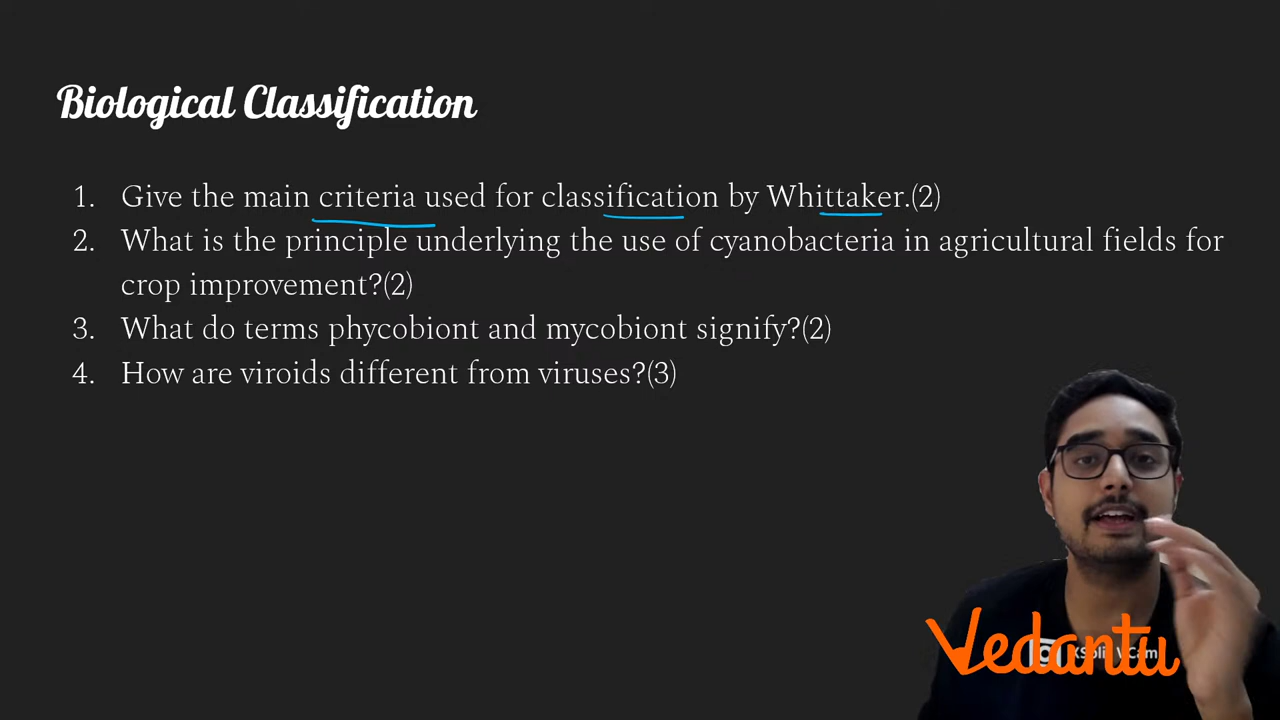 Biological Classification
1. Give the main criteria used for classification by Whittaker.(2)
2. What is the principle underlying the use of cyanobacteria in agricultural fields for
crop improvement?(2)
3. What do terms phycobiont and mycobiont signify?(2)
4. How are viroids different from viruses?(3)
Vedantu